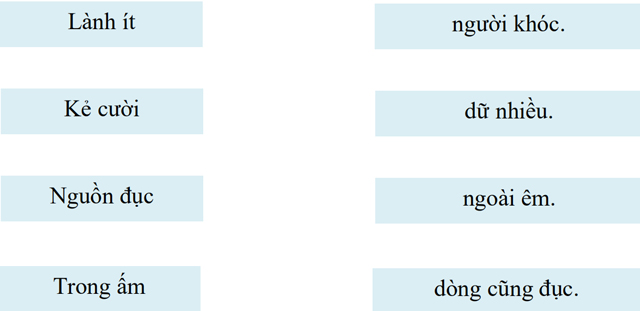 Lành ít
người khóc.
Kẻ cười
dữ nhiều.
Nguồn đục
ngoài êm.
Trong ấm
dòng cũng đục.